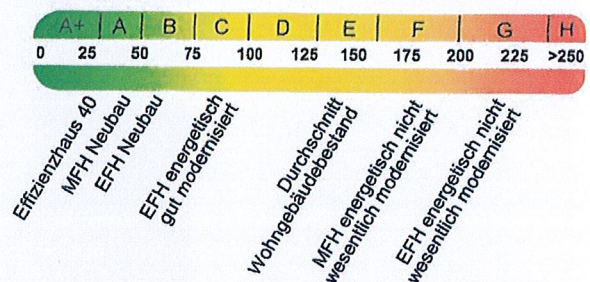 A+ A B C D E F G H
0 25 50 75 100 125 150 175 200 225 >250
Effizienzhaus 40
MFH Neubau
EFH Neubau
EFH energetisch
gut modernisiert
Durchschnitt
Wohngebäudebestand
MFH energetisch nicht
wesentlich modernisiert
EFH energetisch nicht
wesentlich modernisiert